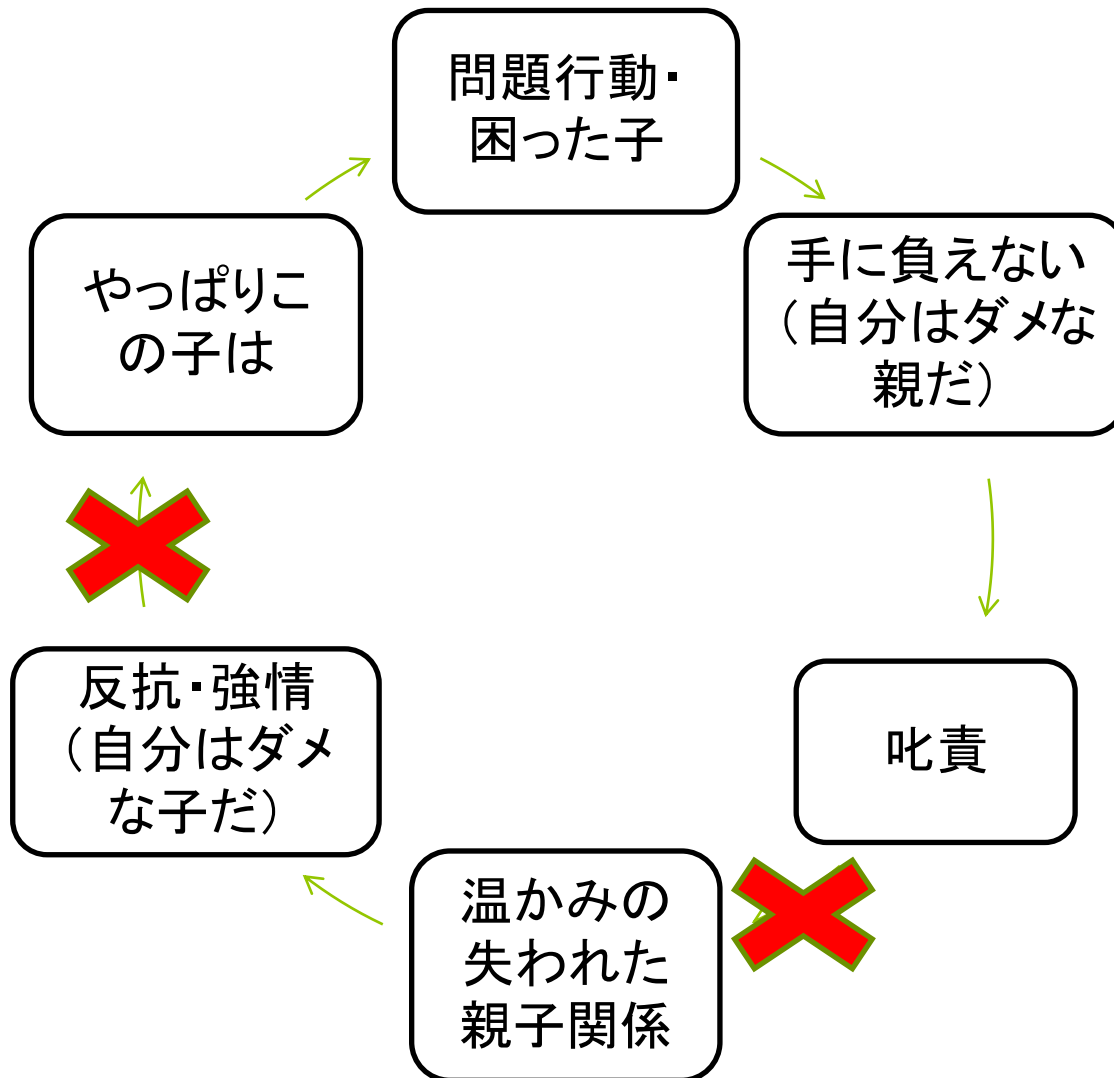 問題行動・
困った子
手に負えない
（自分はダメな
親だ）
叱責
温かみの
失われた
親子関係
反抗・強情
（自分はダメ
な子だ）
やっぱりこ
の子は